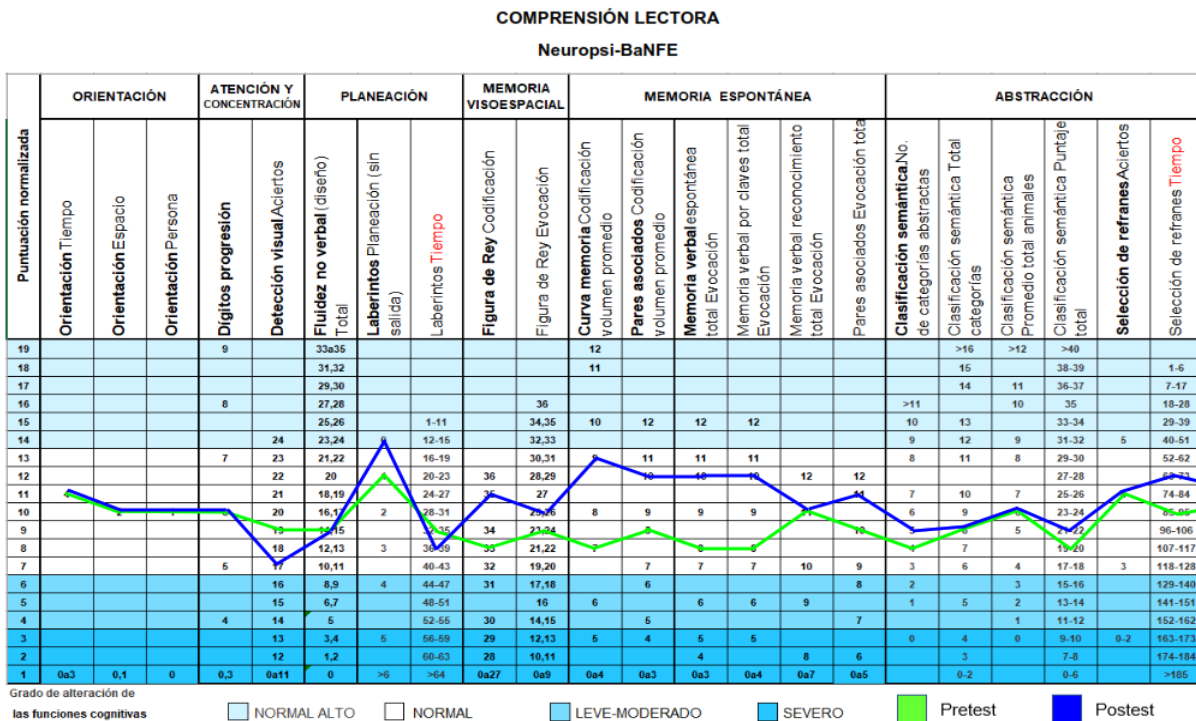 COMPRENSIÓN LECTORA
Neuropsi-BaNFE
ORIENTACIÓN
ATENCIÓN Y
CONCENTRACIÓN
PLANEACIÓN
MEMORIA
VISOESPACIAL
MEMORIA ESPONTÁNEA
ABSTRACCIÓN
Puntuación normalizada
Orientación Tiempo
Orientación Espacio
Orientación Persona
Dígitos progresión
Detección visual Aciertos
Fluidez no verbal (diseño)
Total
Laberintos Planeación (sin
salida)
Laberintos Tiempo
Figura de Rey Codificación
Figura de Rey Evocación
Curva memoria Codificación
volumen promedio
Pares asociados Codificación
volumen promedio
Memoria verbal espontánea
total Evocación
Memoria verbal por claves total
Evocación
Memoria verbal reconocimiento
total Evocación
Pares asociados Evocación tota
Clasificación semántica.No.
de categorías abstractas
Clasificación semántica Total
categorías
Clasificación semántica
Promedio total animales
Clasificación semántica Puntaje
total
Selección de refranes Aciertos
Selección de refranes Tiempo
19 9 33a35 12 >16 >12 >40
18 31,32 11 15 38-39 1-6
17 29,30 14 11 36-37 7-17
16 8 27,28 36 >11 10 35 18-28
15 25,26 1-11 34,35 10 12 12 12 10 13 33-34 29-39
14 24 23,24 12-15 32,33 9 12 9 31-32 5 40-51
13 7 23 21,22 16-19 30,31 11 11 11 8 11 8 29-30 52-62
12 22 20 20-23 36 28,29 12 12 27-28
11 21 18,19 24-27 27 11 7 10 7 25-26 74-84
10 20 16,17 2 28-31 8 9 9 9 6 9 23-24
9 34 23,24 5 96-106
8 18 12,13 3 21,22 7 107-117
7 5 10,11 40-43 32 19,20 7 7 7 10 9 3 6 4 17-18 3 118-128
6 16 8,9 4 44-47 31 17,18 6 8 2 3 15-16 129-140
5 15 6,7 48-51 16 6 6 6 9 1 5 2 13-14 141-151
4 4 14 5 52-55 30 14,15 5 7 1 11-12 152-162
3 13 3,4 5 56-59 29 12,13 5 4 5 5 0 4 0 9-10 0-2 163-173
2 12 1,2 60-63 28 10,11 4 8 6 3 7-8 174-184
1 0a3 0,1 0 0,3 0a11 0 >6 >64 0a27 0a9 0a4 0a3 0a3 0a4 0a7 0a5 0-2 0-6 >185
Grado de alteración de
las funciones cognitivas
NORMAL ALTO
NORMAL
LEVE-MODERADO
SEVERO
Pretest
Postest